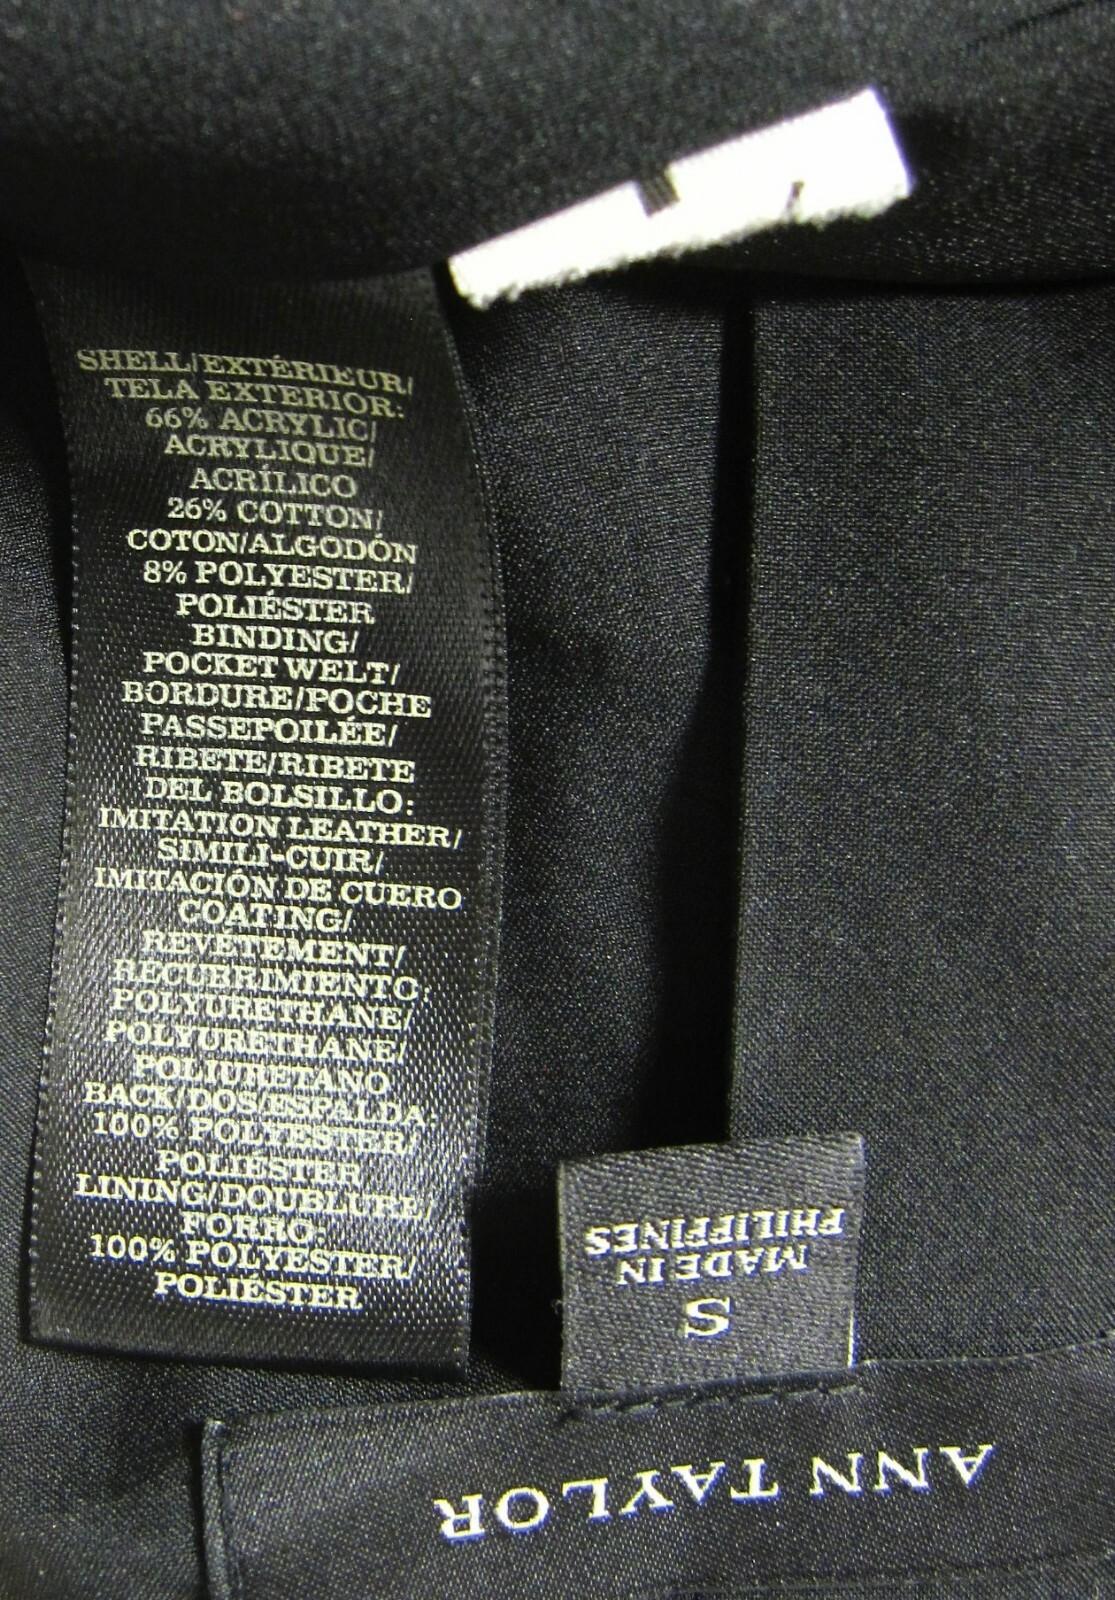 SHELL/EXTÉRIEUR/
TELA EXTERIOR:
66% ACRYLIC/
ACRYLIQUE/
ACRÍLICO
26% COTTON/
COTON/ALGODÓN
8% POLYESTER/
POLIÉSTER
BINDING/
POCKET WELT/
BORDURE/POCHE
PASSEPOILÉE/
RIBETE/RIBETE
DEL BOLSILLO:
IMITATION LEATHER/
SIMILI-CUIR/
IMITACIÓN DE CUERO
COATING/
REVÊTEMENT/
RECUBRIMIENTO:
POLYURETHANE/
POLYURÉTHANE/
POLIURETANO
BACK/DOS/ESPALDA:
100% POLYESTER/
POLIÉSTER
LINING/DOUBLURE/
FORRO:
100% POLYESTER/
POLIÉSTER
S
MADE IN
PHILIPPINES
ANN TAYLOR